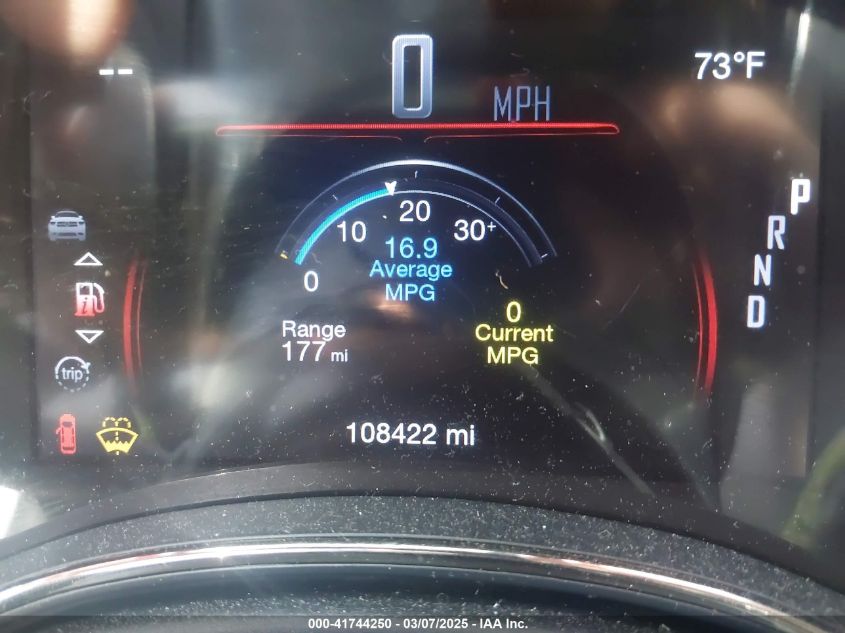 --
0 MPH
73°F
P
R
N
D
0 10 20 30+
16.9
Average
MPG
Range
177 mi
0
Current
MPG
trip
108422 mi
000-41744250 - 03/07/2025 - IAA Inc.